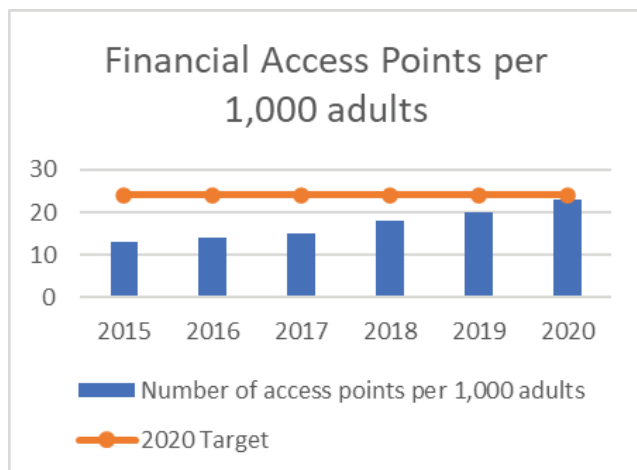 Financial Access Points per
1,000 adults
30
20
10
0
2015 2016 2017 2018 2019 2020
Number of access points per 1,000 adults
2020 Target